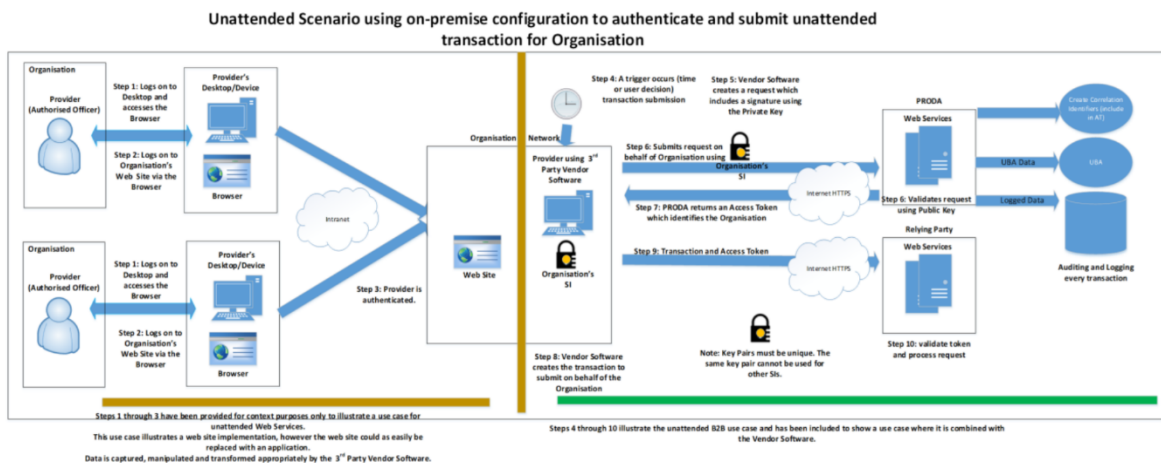 Unattended Scenario using on-premise configuration to authenticate and submit unattended
transaction for Organisation
Organisation
Provider
(Authorised Officer)
Step 1: Logs on to
Desktop and
accesses the
Browser
Step 2: Logs on to
Organisation's
Web Site via the
Browser
Provider's
Desktop/Device
Browser
Organisation
Provider
(Authorised Officer)
Step 1: Logs on to
Desktop and
accesses the
Browser
Step 2: Logs on to
Organisation's
Web Site via the
Browser
Provider's
Desktop/Device
Browser
Intranet
Step 3: Provider is
authenticated.
Organisation Network
Web Site
Step 4: A trigger occurs (time
or user decision)
transaction submission
Step 5: Vendor Software
creates a request which
includes a signature using
the Private Key
Provider using 3rd
Party Vendor
Software
Organisation's
SI
Step 6: Submits request on
behalf of Organisation using
Organisation's
SI
Internet HTTPS
Step 7: PRODA returns an Access Token
which identifies the Organisation
PRODA
Web Services
Step 6: Validates request
using Public Key
Create Correlation
Identifiers (include
in AT)
UBA Data
UBA
Logged Data
Auditing and Logging
every transaction
Step 9: Transaction and Access Token
Internet HTTPS
Relying Party
Web Services
Step 10: validate token
and process request
Step 8: Vendor Software
creates the transaction to
submit on behalf of the
Organisation
Note: Key Pairs must be unique. The
same key pair cannot be used for
other SIs.
Steps 1 through 3 have been provided for context purposes only to illustrate a use case for
unattended Web Services.
This use case illustrates a web site implementation, however the web site could as easily be
replaced with an application.
Data is captured, manipulated and transformed appropriately by the 3rd Party Vendor Software.
Steps 4 through 10 illustrate the unattended B2B use case and has been included to show a use case where it is combined with
the Vendor Software.